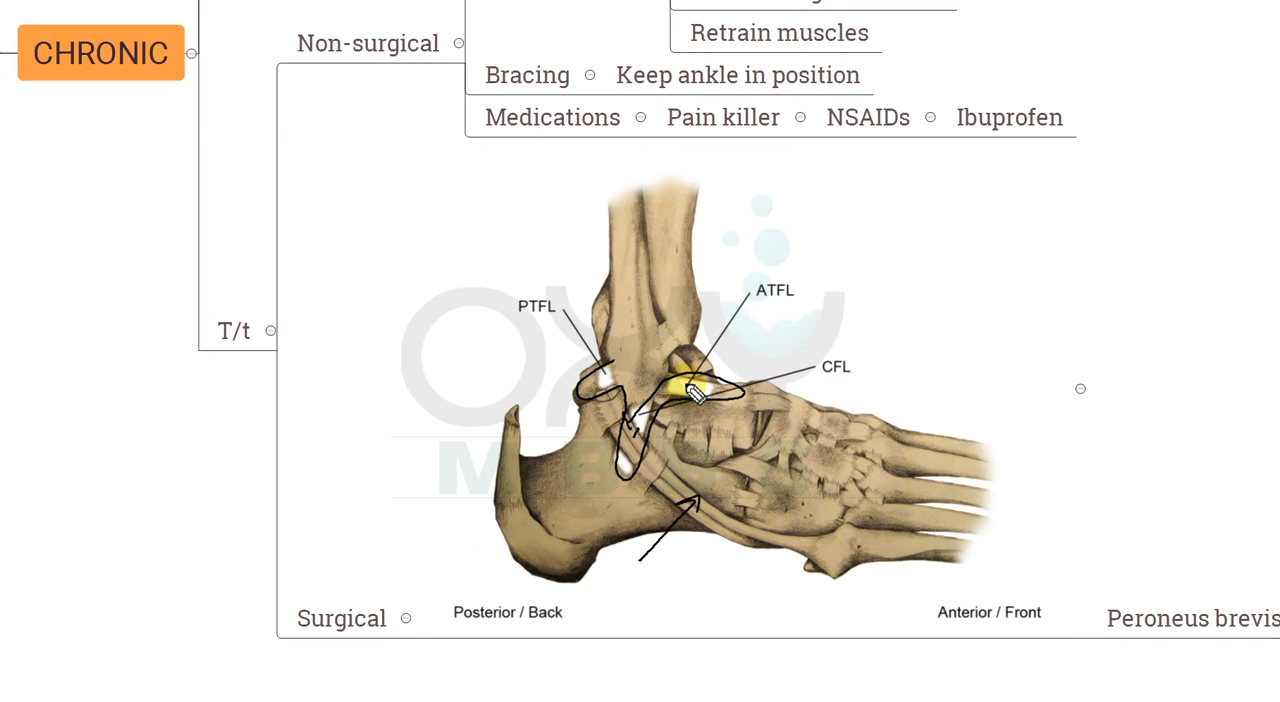 CHRONIC
Non-surgical
Retrain muscles
Bracing
Keep ankle in position
Medications
Pain killer
NSAIDs
Ibuprofen
T/t
PTFL
ATFL
CFL
Surgical
Posterior / Back
Anterior / Front
Peroneus brevis